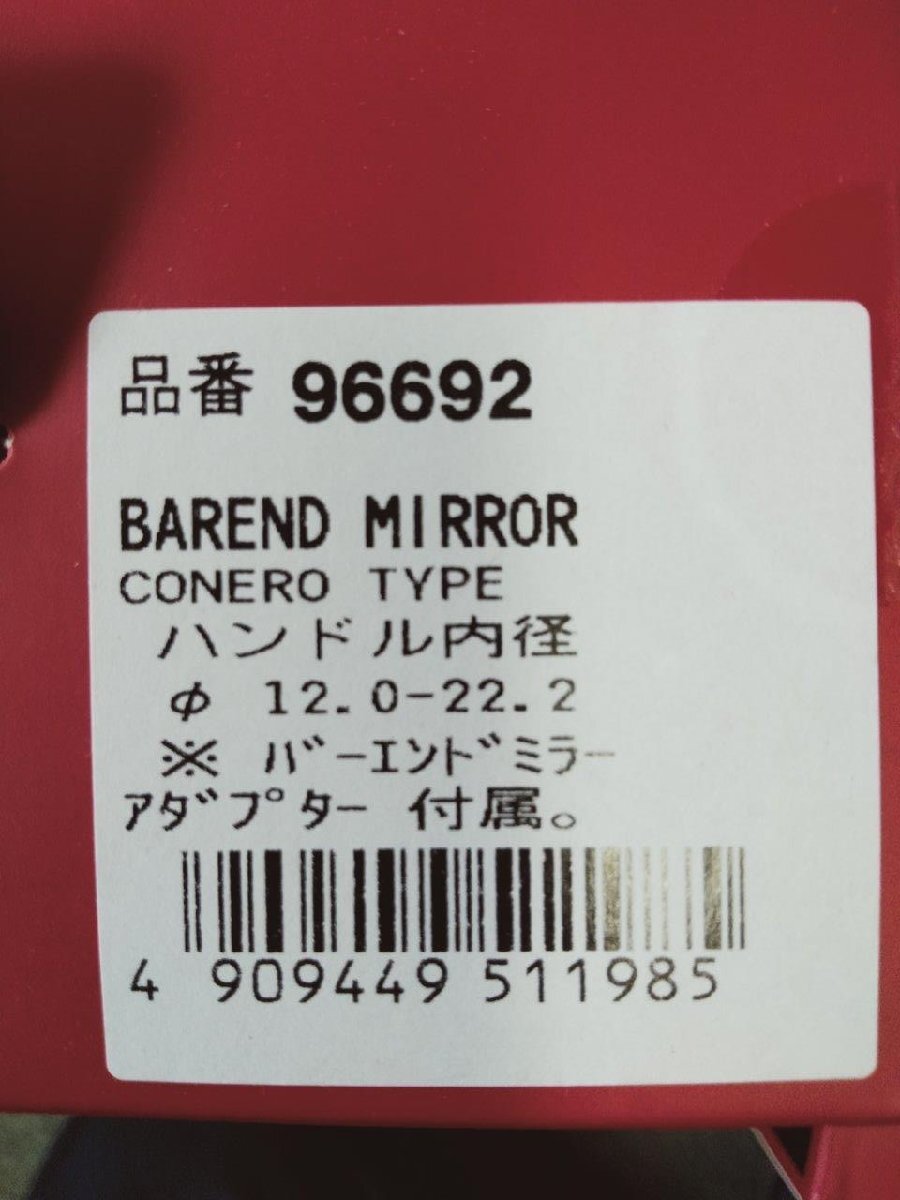 品番 96692
BAREND MIRROR
CONERO TYPE
ハンドル内径
φ 12.0-22.2
※ バーエンドミラー
アダプター 付属。
4 909449 511985